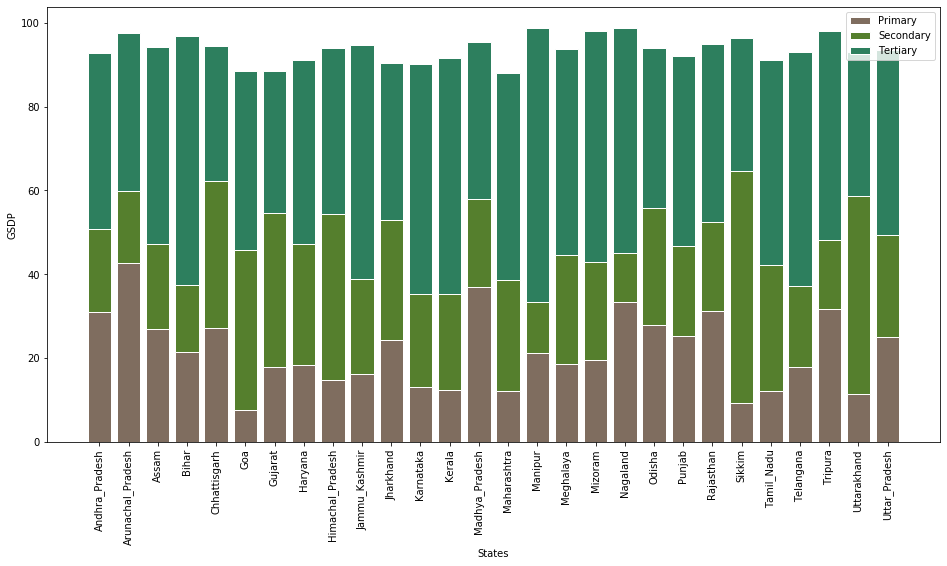 Primary
Secondary
Tertiary
GSDP
100
80
60
40
20
0
Andhra_Pradesh
Arunachal_Pradesh
Assam
Bihar
Chhattisgarh
Goa
Gujarat
Haryana
Himachal_Pradesh
Jammu_Kashmir
Jharkhand
Karnataka
Kerala
Madhya_Pradesh
Maharashtra
Manipur
Meghalaya
Mizoram
Nagaland
Odisha
Punjab
Rajasthan
Sikkim
Tamil_Nadu
Telangana
Tripura
Uttarakhand
Uttar_Pradesh
States